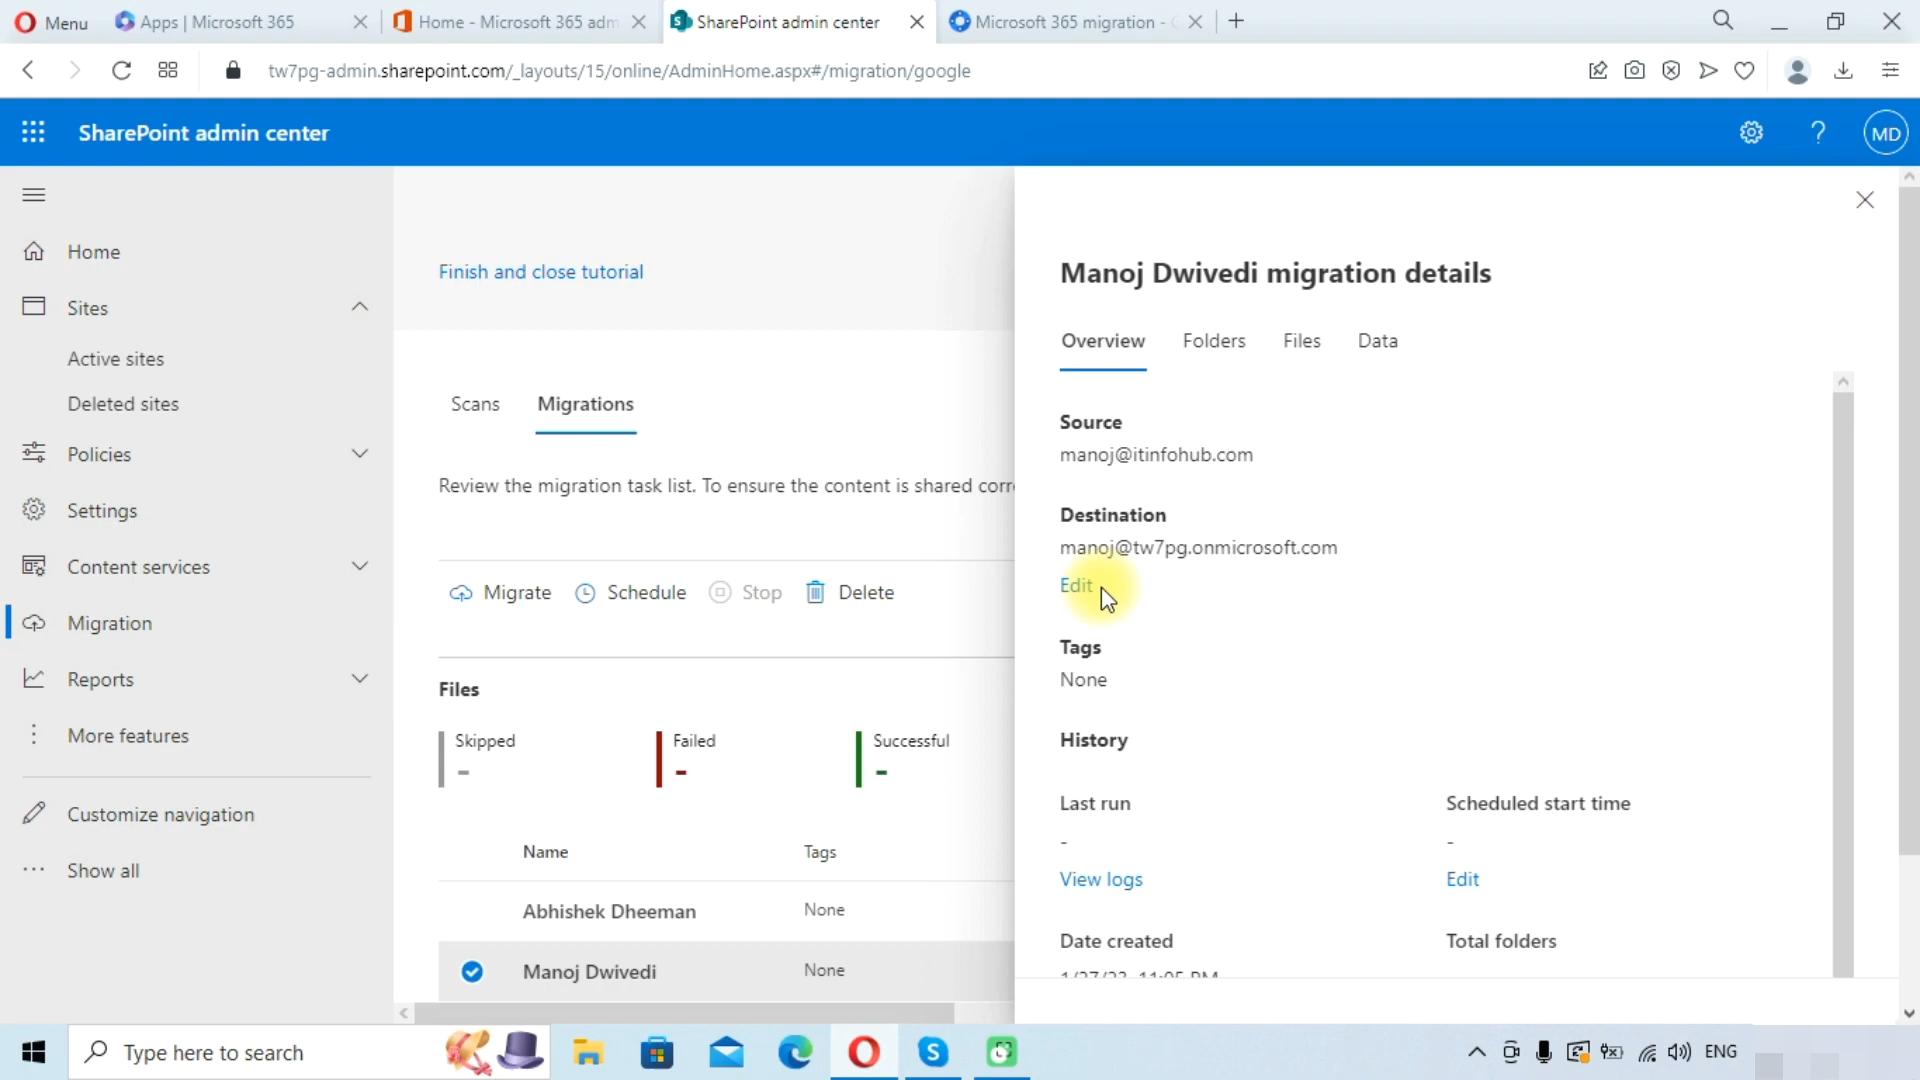 Menu
Apps | Microsoft 365
Home - Microsoft 365 adm
SharePoint admin center
Microsoft 365 migration -
tw7pg-admin.sharepoint.com/_layouts/15/online/AdminHome.aspx#/migration/google
SharePoint admin center
MD
Home
Sites
Active sites
Deleted sites
Policies
Settings
Content services
Migration
Reports
More features
Customize navigation
Show all
Finish and close tutorial
Scans
Migrations
Review the migration task list. To ensure the content is shared corr
Migrate
Schedule
Stop
Delete
Files
Skipped
-
Failed
-
Successful
-
Name
Tags
Abhishek Dheeman
None
Manoj Dwivedi
None
Manoj Dwivedi migration details
Overview
Folders
Files
Data
Source
manoj@itinfohub.com
Destination
manoj@tw7pg.onmicrosoft.com
Edit
Tags
None
History
Last run
Scheduled start time
-
-
View logs
Edit
Date created
Total folders
1/27/23, 11:05 PM
Type here to search
ENG